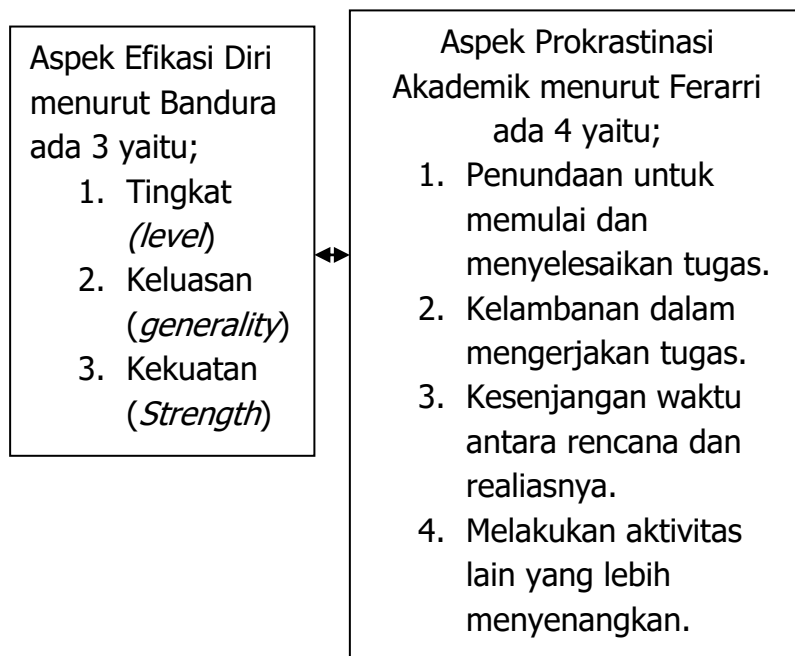 Aspek Efikasi Diri
menurut Bandura
ada 3 yaitu;
1. Tingkat
(level)
2. Keluasan
(generality)
3. Kekuatan
(Strength)
Aspek Prokrastinasi
Akademik menurut Ferarri
ada 4 yaitu;
1. Penundaan untuk
memulai dan
menyelesaikan tugas.
2. Kelambanan dalam
mengerjakan tugas.
3. Kesenjangan waktu
antara rencana dan
realiasnya.
4. Melakukan aktivitas
lain yang lebih
menyenangkan.